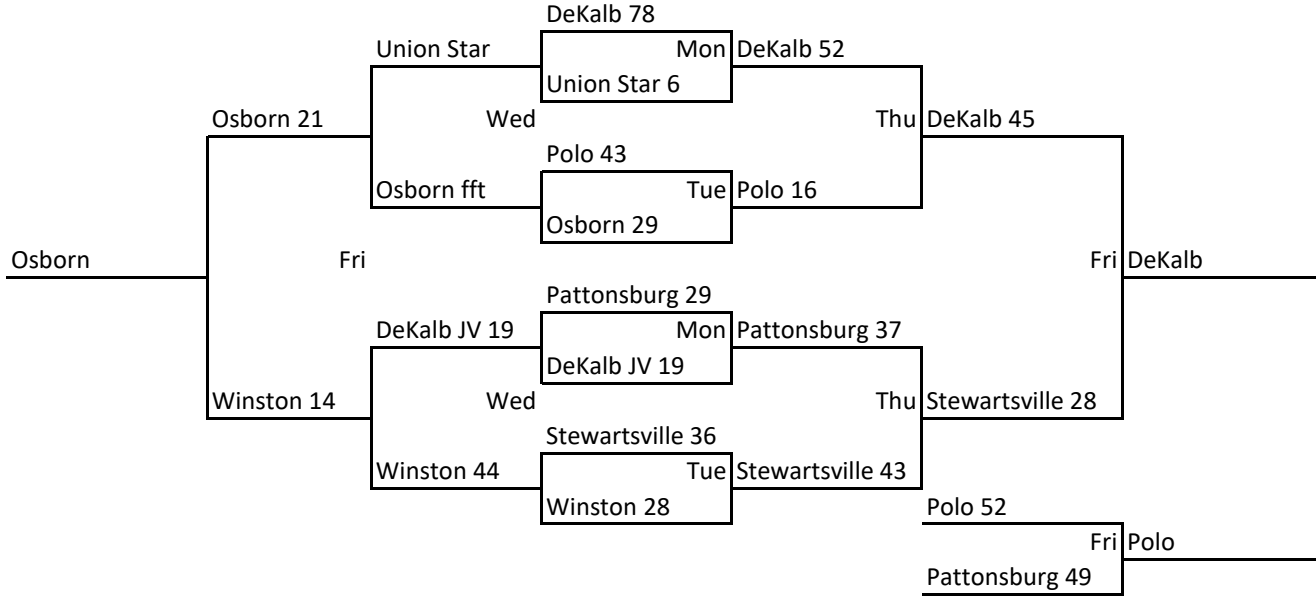 DeKalb 78
Union Star
Mon
DeKalb 52
Union Star 6
Osborn 21
Wed
Thu
DeKalb 45
Polo 43
Osborn fft
Tue
Polo 16
Osborn 29
Osborn
Fri
Fri
DeKalb
Pattonsburg 29
DeKalb JV 19
Mon
Pattonsburg 37
DeKalb JV 19
Winston 14
Wed
Thu
Stewartsville 28
Stewartsville 36
Winston 44
Tue
Stewartsville 43
Winston 28
Polo 52
Fri
Polo
Pattonsburg 49